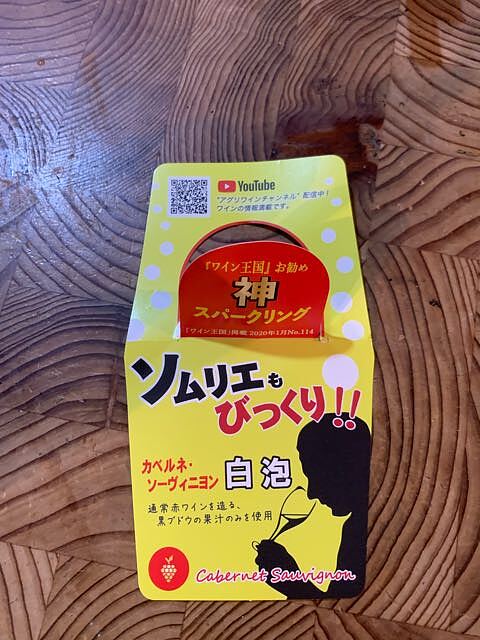 YouTube
"アグリワインチャンネル" 配信中！
ワインの情報満載です。
『ワイン王国』お勧め
神
スパークリング
「ワイン王国」掲載 2020年1月No.114
ソムリエも
びっくり!!
カベルネ・
ソーヴィニヨン
白泡
通常赤ワインを造る、
黒ブドウの果汁のみを使用
Cabernet Sauvignon